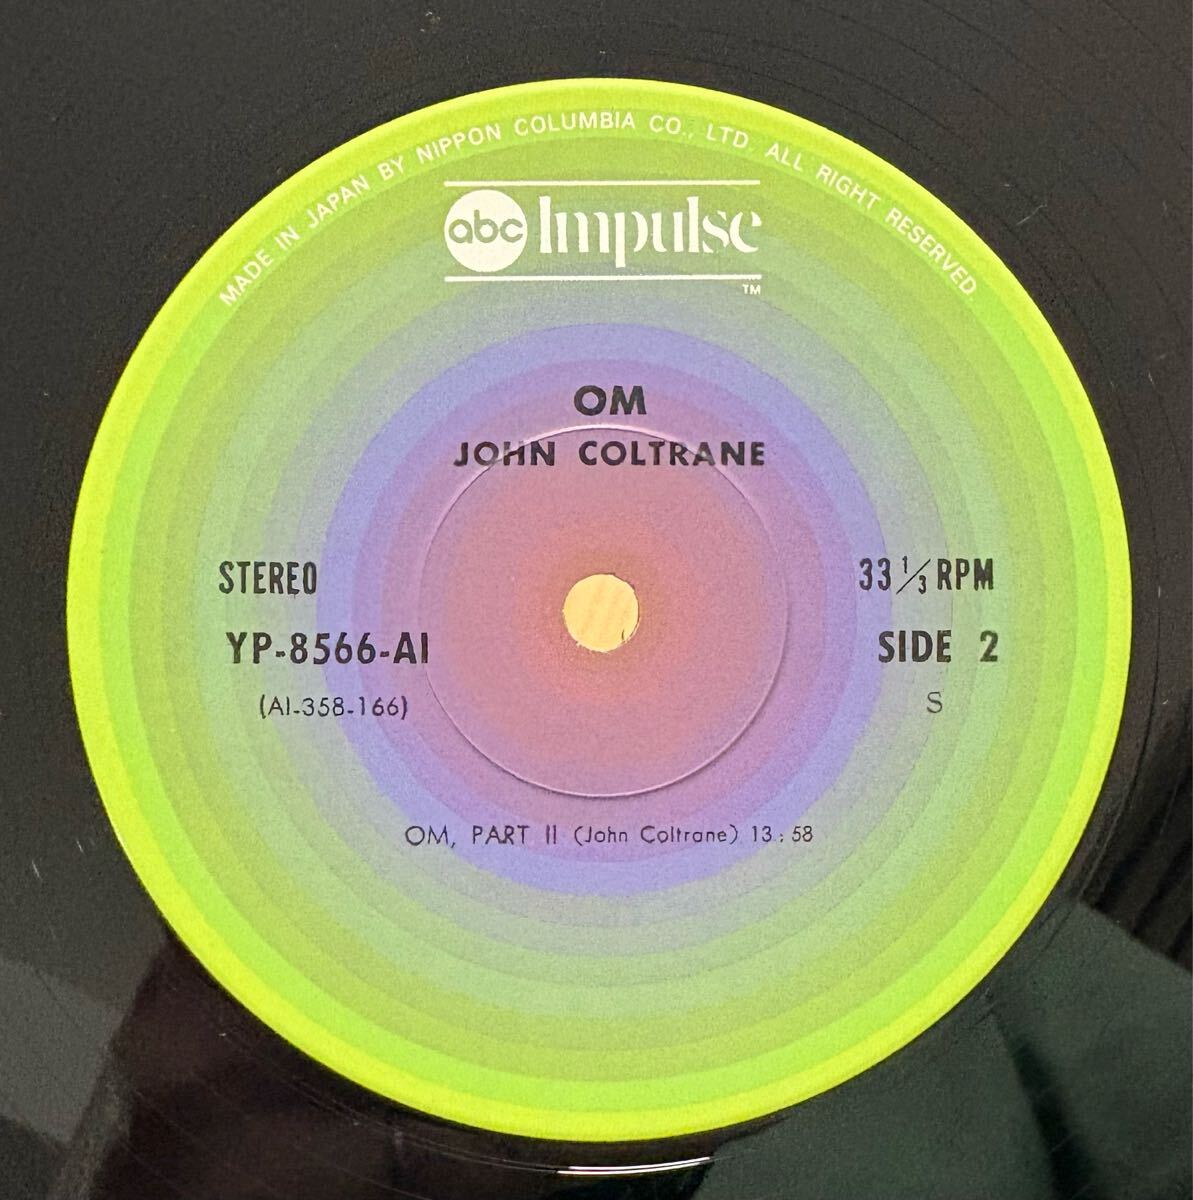 MADE IN JAPAN BY NIPPON COLUMBIA CO., LTD. ALL RIGHT RESERVED.
abc Impulse
TM
OM
JOHN COLTRANE
STEREO
33 1/3 RPM
YP-8566-AI
SIDE 2
(AI-358-166)
S
OM, PART II (John Coltrane) 13:58